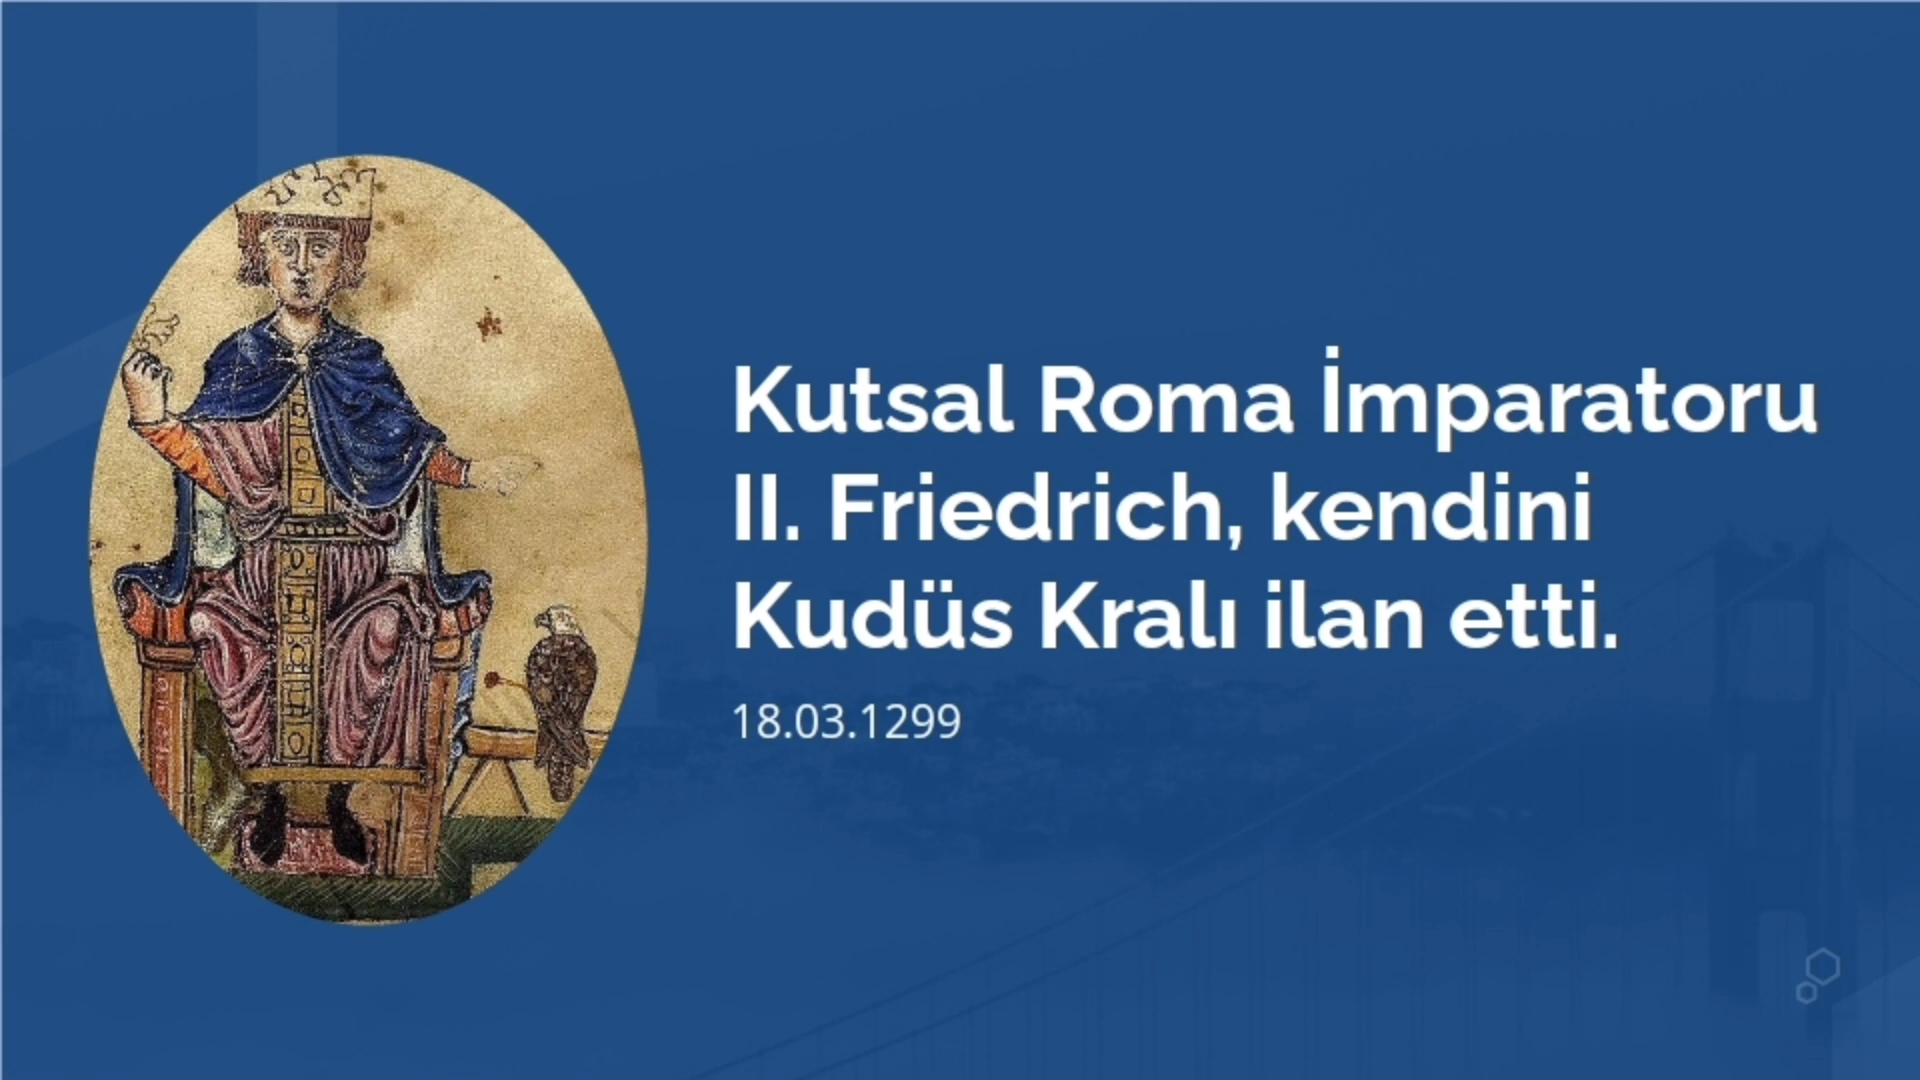 Kutsal Roma İmparatoru
II. Friedrich, kendini
Kudüs Kralı ilan etti.
18.03.1299